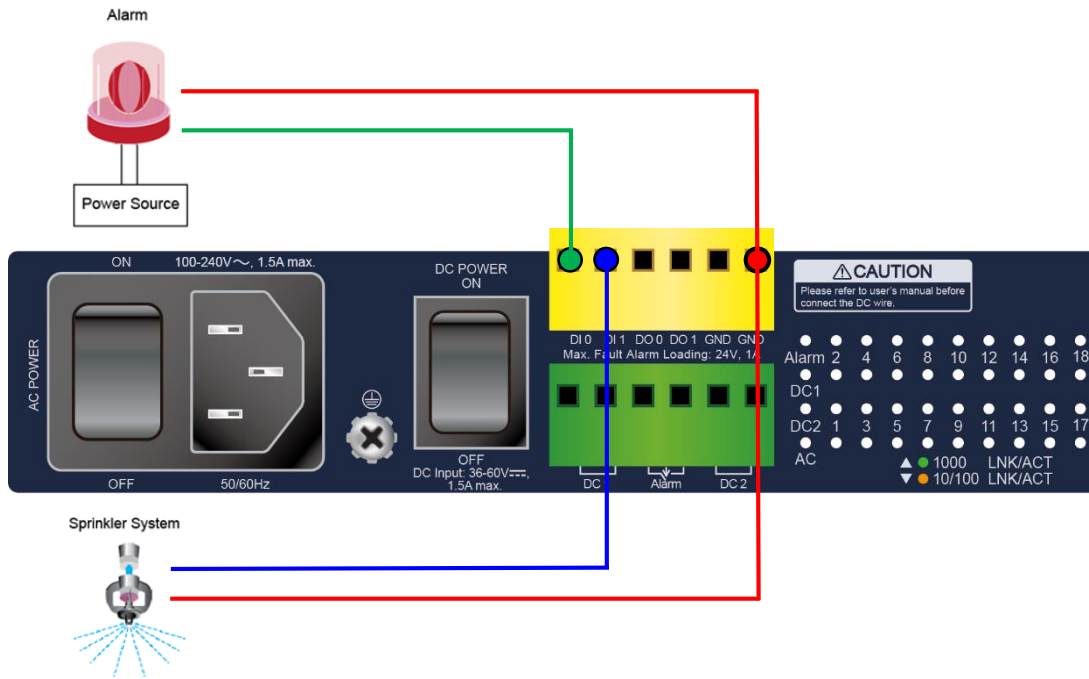 Alarm
Power Source
ON
100-240V～, 1.5A max.
AC POWER
OFF
50/60Hz
DC POWER
ON
OFF
DC Input: 36-60V⎓,
1.5A max.
DI 0 DI 1 DO 0 DO 1 GND GND
Max. Fault Alarm Loading: 24V, 1A
Alarm
DC 2
CAUTION
Please refer to user's manual before
connect the DC wire.
Alarm 2 4 6 8 10 12 14 16 18
DC1
DC2 1 3 5 7 9 11 13 15 17
AC
1000 LNK/ACT
10/100 LNK/ACT
Sprinkler System